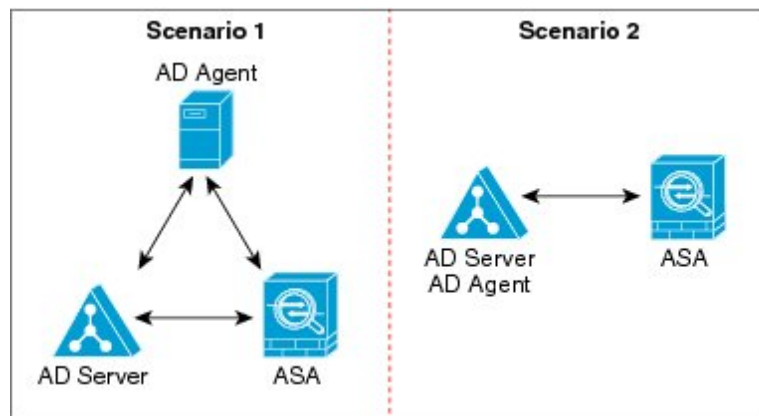 Scenario 1
AD Agent
AD Server
ASA
Scenario 2
AD Server
AD Agent
ASA